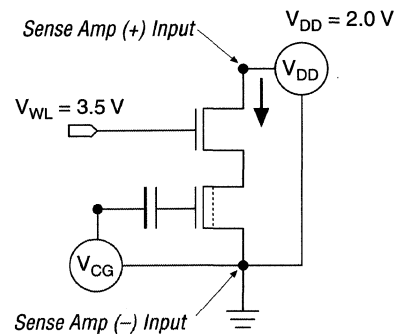 Sense Amp (+) Input
V_DD = 2.0 V
V_DD
V_WL = 3.5 V
V_CG
Sense Amp (−) Input